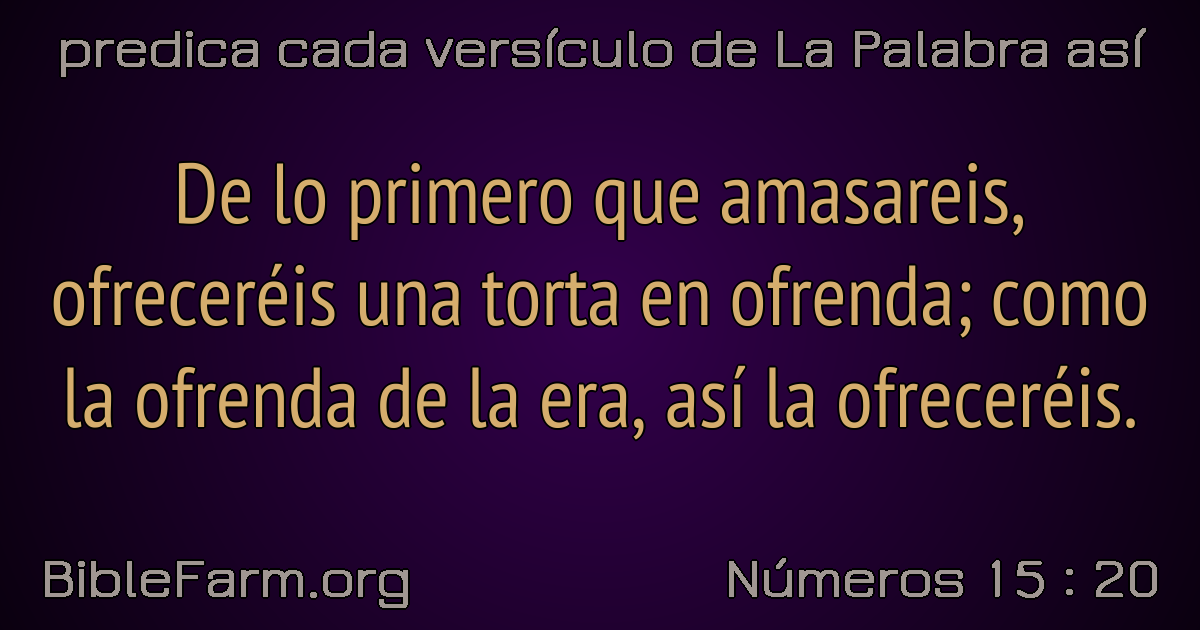 predica cada versículo de La Palabra así
De lo primero que amasareis,
ofreceréis una torta en ofrenda; como
la ofrenda de la era, así la ofreceréis.
BibleFarm.org
Números 15 : 20